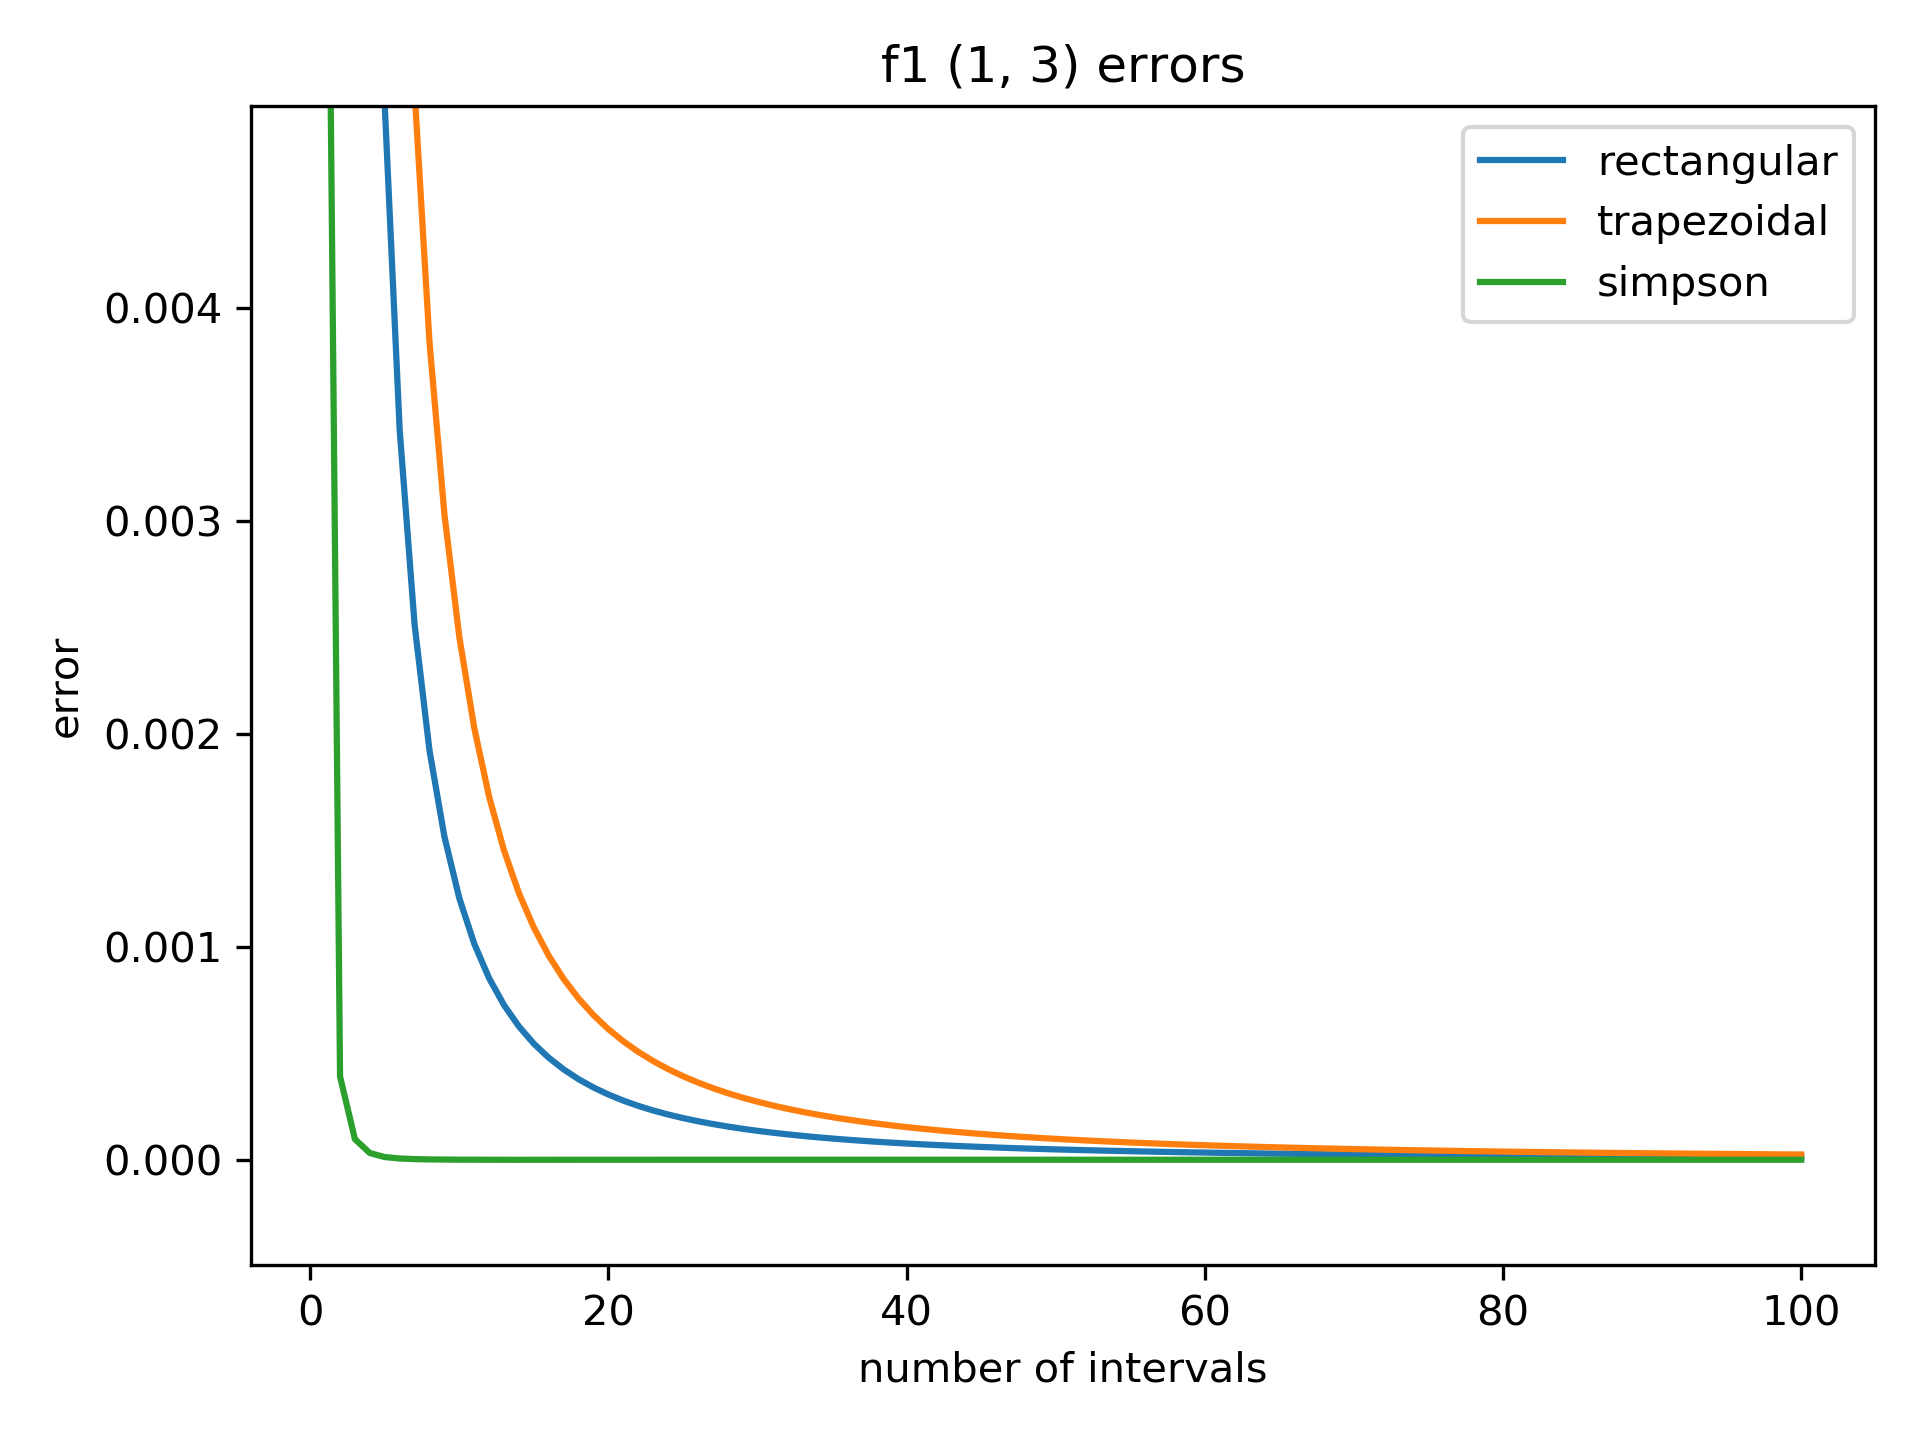 f1 (1, 3) errors
rectangular
trapezoidal
simpson
error
0.004
0.003
0.002
0.001
0.000
0 20 40 60 80 100
number of intervals